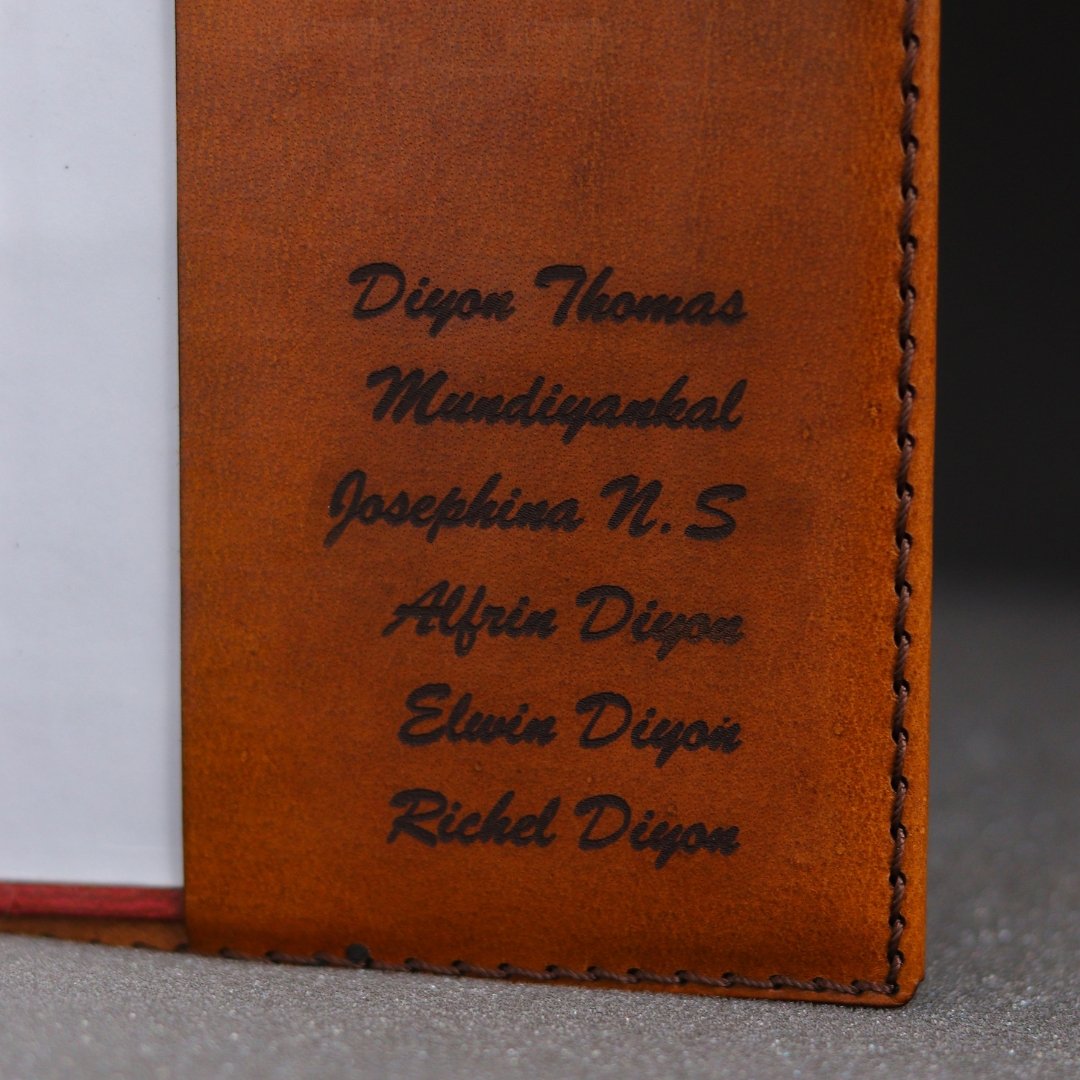 Diyon Thomas
Mundiyankal
Josephina N.S
Alfrin Diyon
Elwin Diyon
Richel Diyon